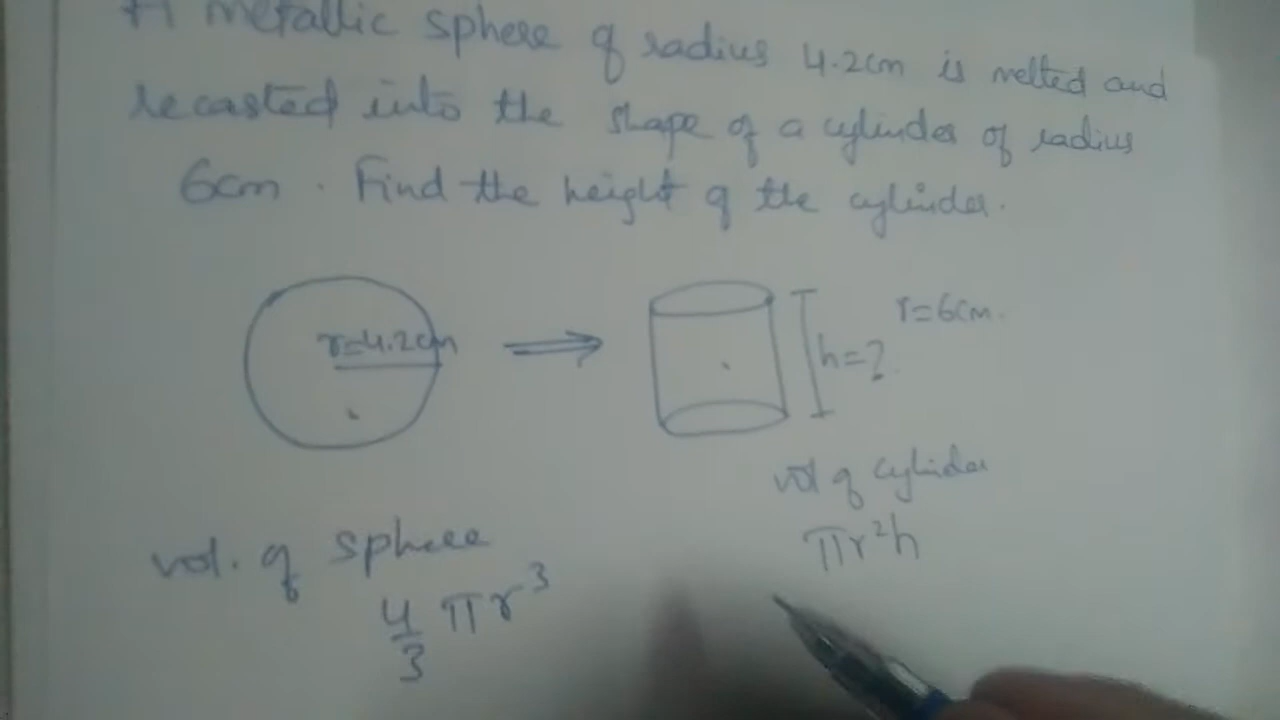 A metallic sphere of radius 4.2cm is melted and
recasted into the shape of a cylinder of radius
6cm. Find the height of the cylinder.
r=4.2cm
r=6cm.
h=?
vol of cylinder
πr²h
vol. of sphere
4/3 πr³